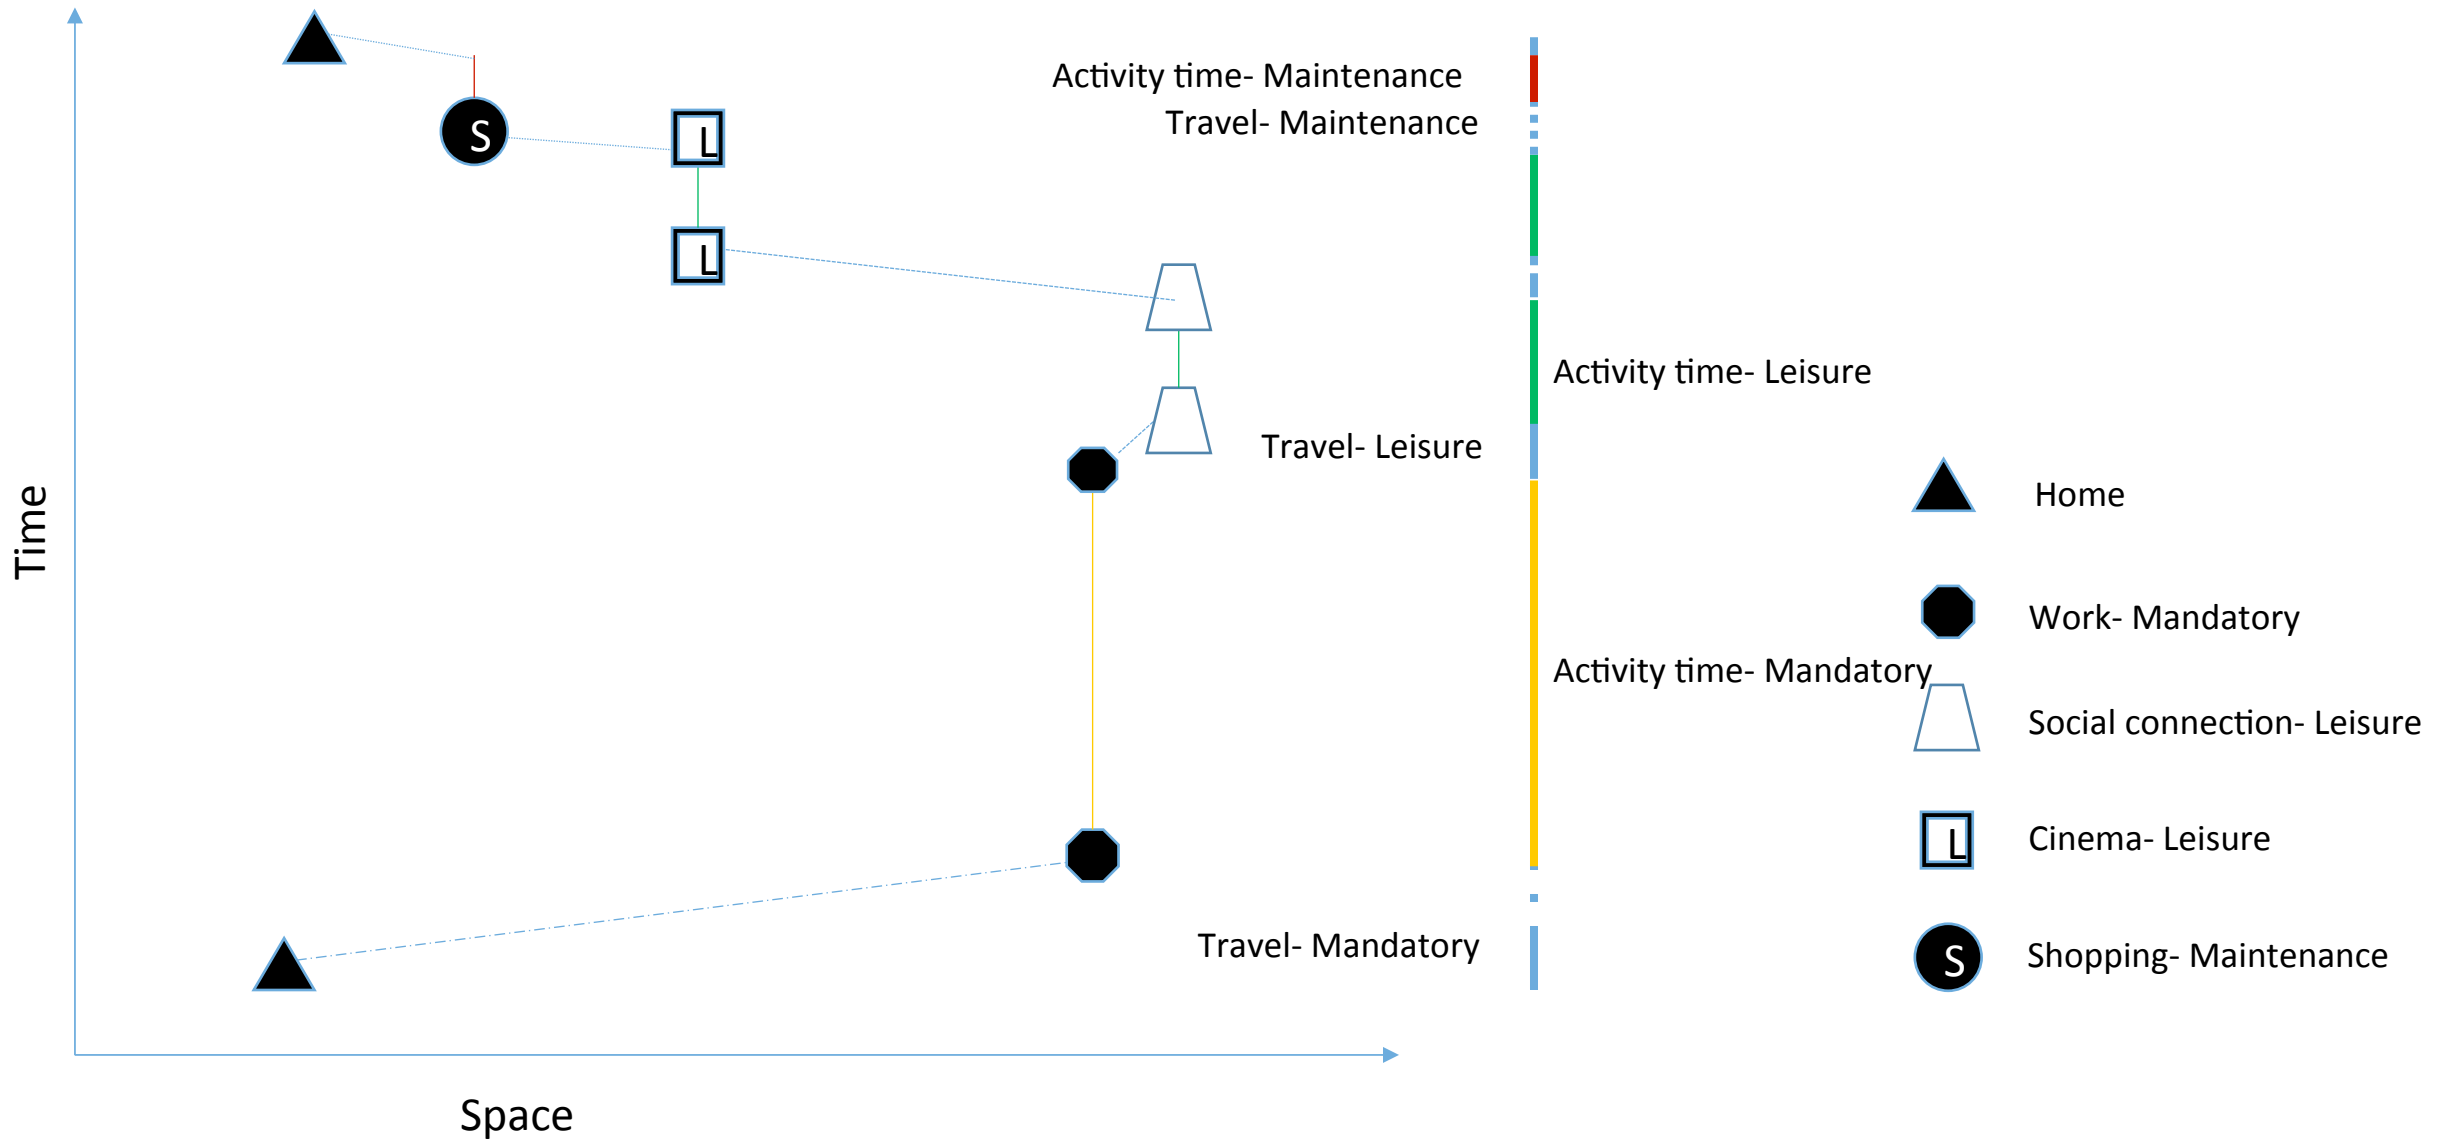 Activity time- Maintenance
Travel- Maintenance
S
L
L
Activity time- Leisure
Travel- Leisure
Time
Home
Work- Mandatory
Activity time- Mandatory
Social connection- Leisure
L
Cinema- Leisure
Travel- Mandatory
S
Shopping- Maintenance
Space